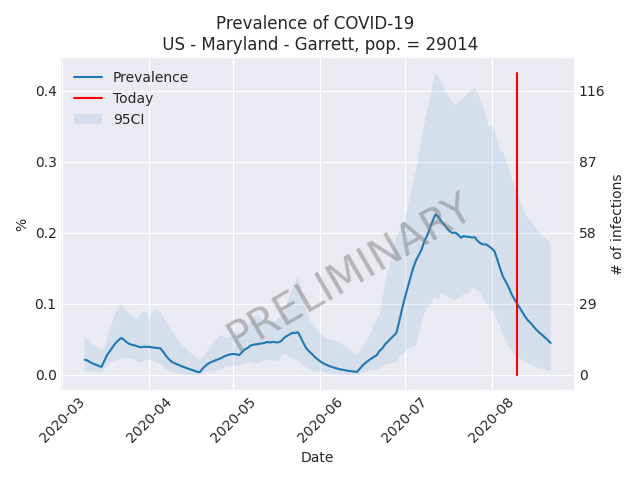 Prevalence of COVID-19
US - Maryland - Garrett, pop. = 29014
Prevalence
Today
95CI
0.4
0.3
0.2
0.1
0.0
%
116
87
58
29
0
# of infections
PRELIMINARY
2020-03
2020-04
2020-05
2020-06
2020-07
2020-08
Date